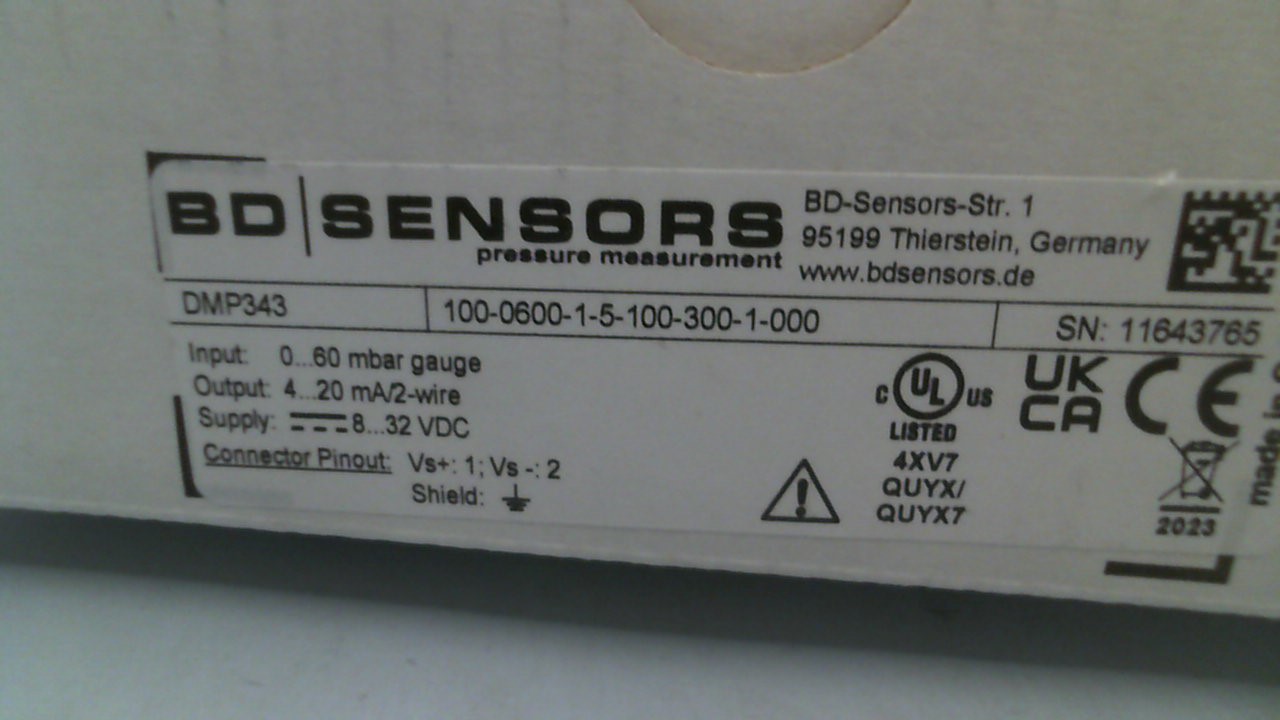 BD SENSORS
pressure measurement
BD-Sensors-Str. 1
95199 Thierstein, Germany
www.bdsensors.de
DMP343
100-0600-1-5-100-300-1-000
SN: 11643765
Input: 0...60 mbar gauge
Output: 4...20 mA/2-wire
Supply: 8...32 VDC
Connector Pinout: Vs+: 1; Vs -: 2
Shield:
C UL US
LISTED
4XV7
QUYX/
QUYX7
UK
CA
CE
2023
made in